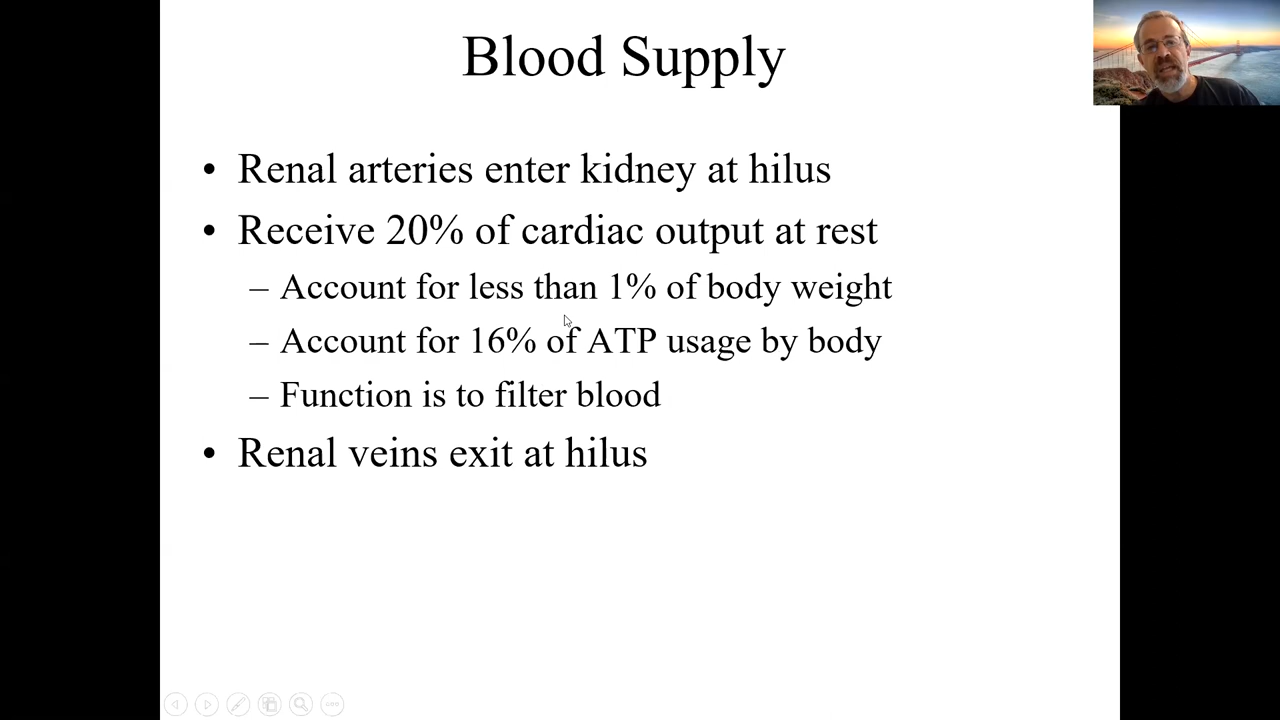 Blood Supply
• Renal arteries enter kidney at hilus
• Receive 20% of cardiac output at rest
– Account for less than 1% of body weight
– Account for 16% of ATP usage by body
– Function is to filter blood
• Renal veins exit at hilus